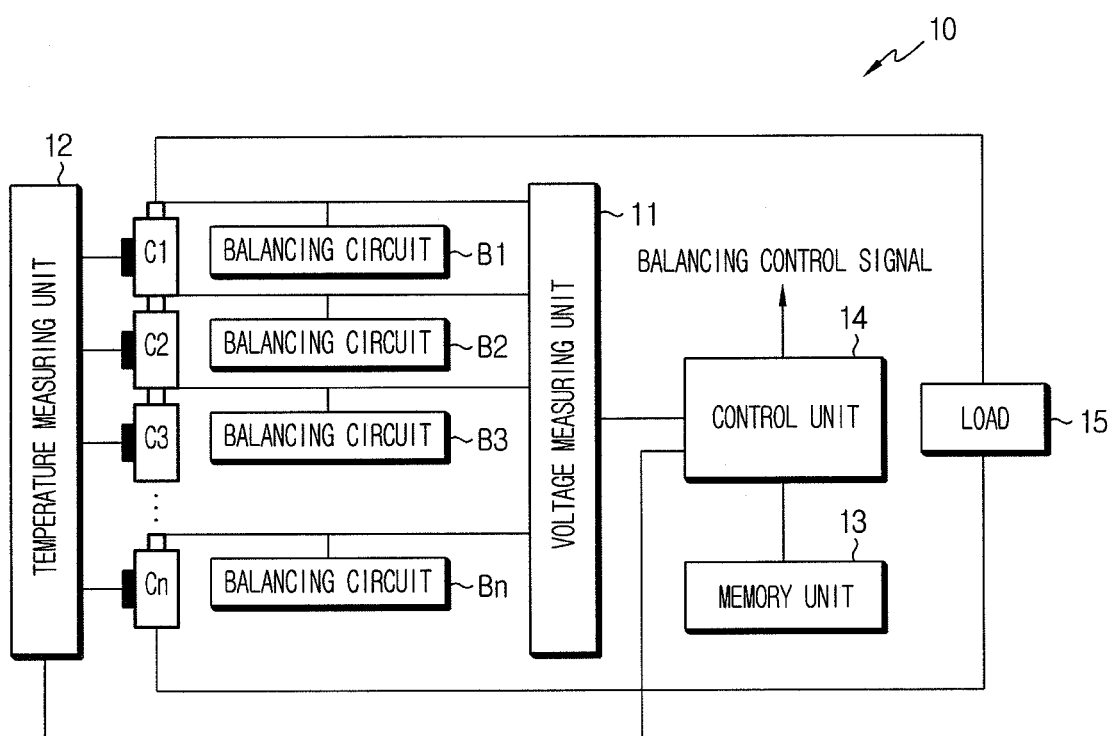 10
12
TEMPERATURE MEASURING UNIT
C1
BALANCING CIRCUIT
B1
C2
BALANCING CIRCUIT
B2
C3
BALANCING CIRCUIT
B3
Cn
BALANCING CIRCUIT
Bn
VOLTAGE MEASURING UNIT
11
BALANCING CONTROL SIGNAL
14
CONTROL UNIT
LOAD
15
13
MEMORY UNIT